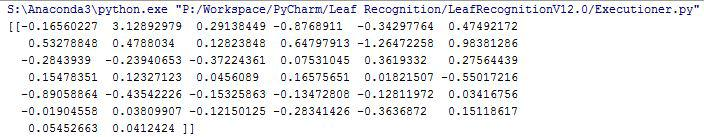 S:\Anaconda3\python.exe "P:/Workspace/PyCharm/Leaf Recognition/LeafRecognitionV12.0/Executioner.py"
[[-0.16560227  3.12892979  0.29138449 -0.8768911  -0.34297764  0.47492172
   0.53278848  0.4788034   0.12823848  0.64797913 -1.26472258  0.98381286
  -0.2843939  -0.23940653 -0.37224361  0.07531045  0.3619332   0.27564439
   0.15478351  0.12327123  0.0456089   0.16575651  0.01821507 -0.55017216
  -0.89058864 -0.43542226 -0.15325863 -0.13472808 -0.12811972  0.03416756
  -0.01904558  0.03809907 -0.12150125 -0.28341426 -0.3636872   0.15118617
   0.05452663  0.0412424 ]]